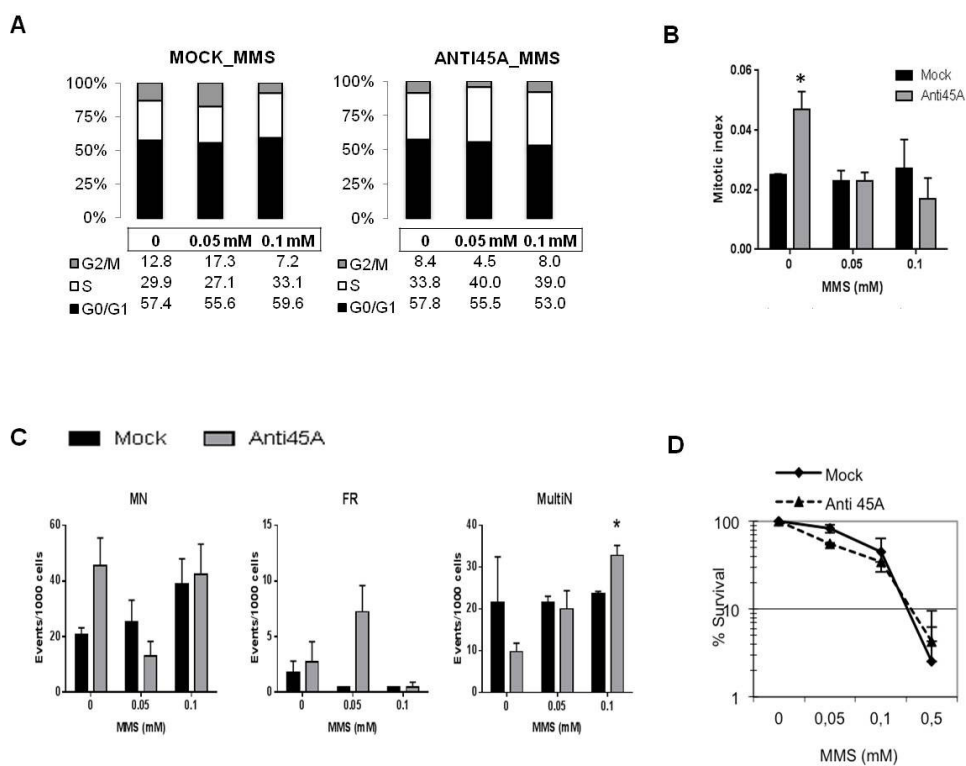 A
MOCK_MMS
100%
75%
50%
25%
0%
0 0.05 mM 0.1 mM
G2/M 12.8 17.3 7.2
S 29.9 27.1 33.1
G0/G1 57.4 55.6 59.6
ANTI45A_MMS
100%
75%
50%
25%
0%
0 0.05 mM 0.1 mM
G2/M 8.4 4.5 8.0
S 33.8 40.0 39.0
G0/G1 57.8 55.5 53.0
B
Mock
Anti45A
*
Mitotic index
0.06
0.04
0.02
0.00
0 0.05 0.1
MMS (mM)
C
Mock Anti45A
MN
Events/1000 cells
60
40
20
0
0 0.05 0.1
MMS (mM)
FR
Events/1000 cells
15
10
5
0
0 0.05 0.1
MMS (mM)
MultiN
*
Events/1000 cells
40
30
20
10
0
0 0.05 0.1
MMS (mM)
D
Mock
Anti 45A
% Survival
100
10
1
0 0,05 0,1 0,5
MMS (mM)